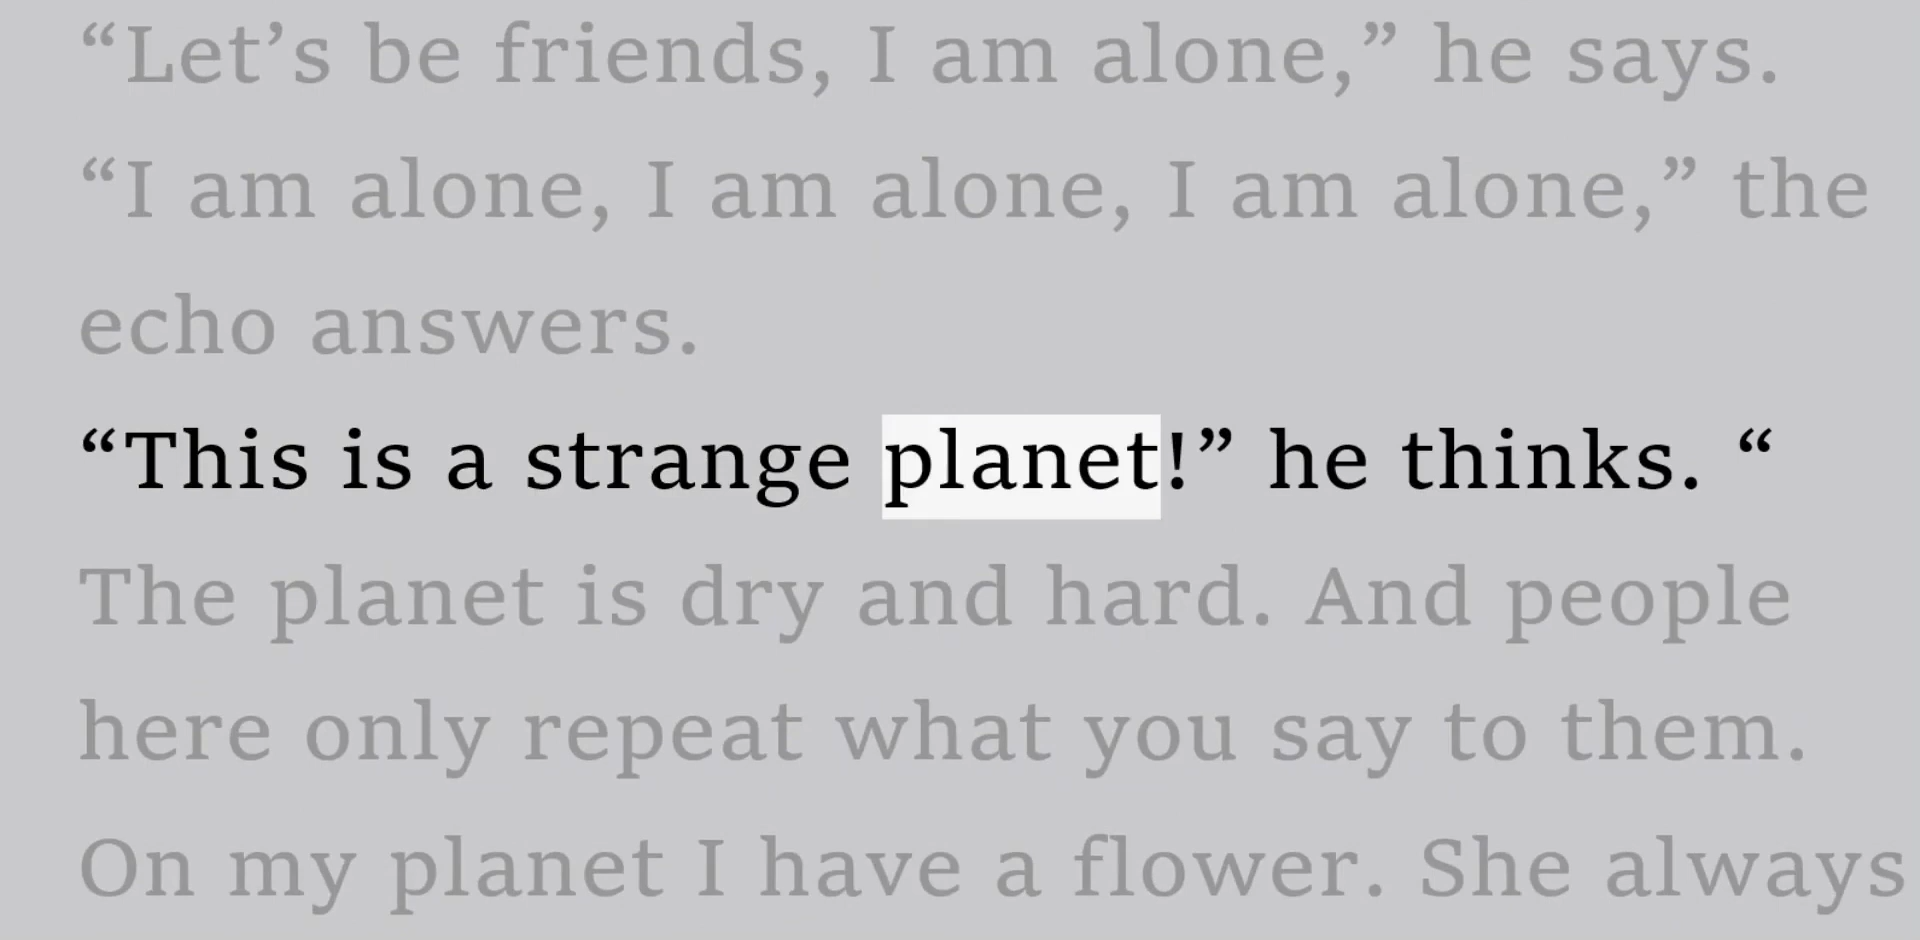 “Let’s be friends, I am alone,” he says.
“I am alone, I am alone, I am alone,” the
echo answers.
“This is a strange planet!” he thinks. “
The planet is dry and hard. And people
here only repeat what you say to them.
On my planet I have a flower. She always